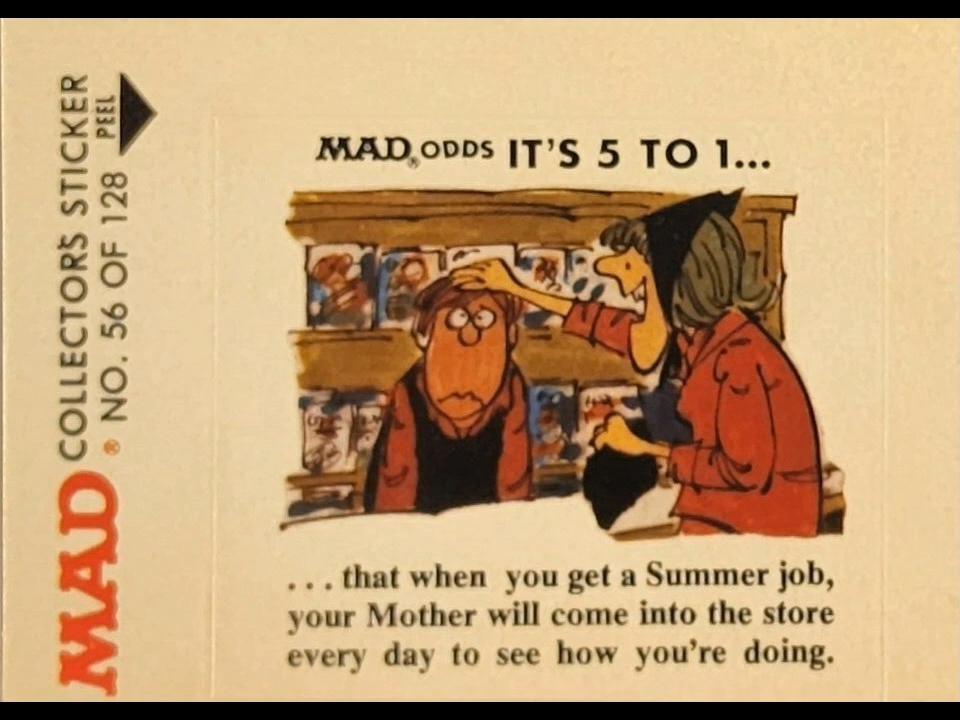 MAD® COLLECTOR'S STICKER
NO. 56 OF 128 PEEL
MAD® ODDS IT'S 5 TO 1...
... that when you get a Summer job,
your Mother will come into the store
every day to see how you're doing.